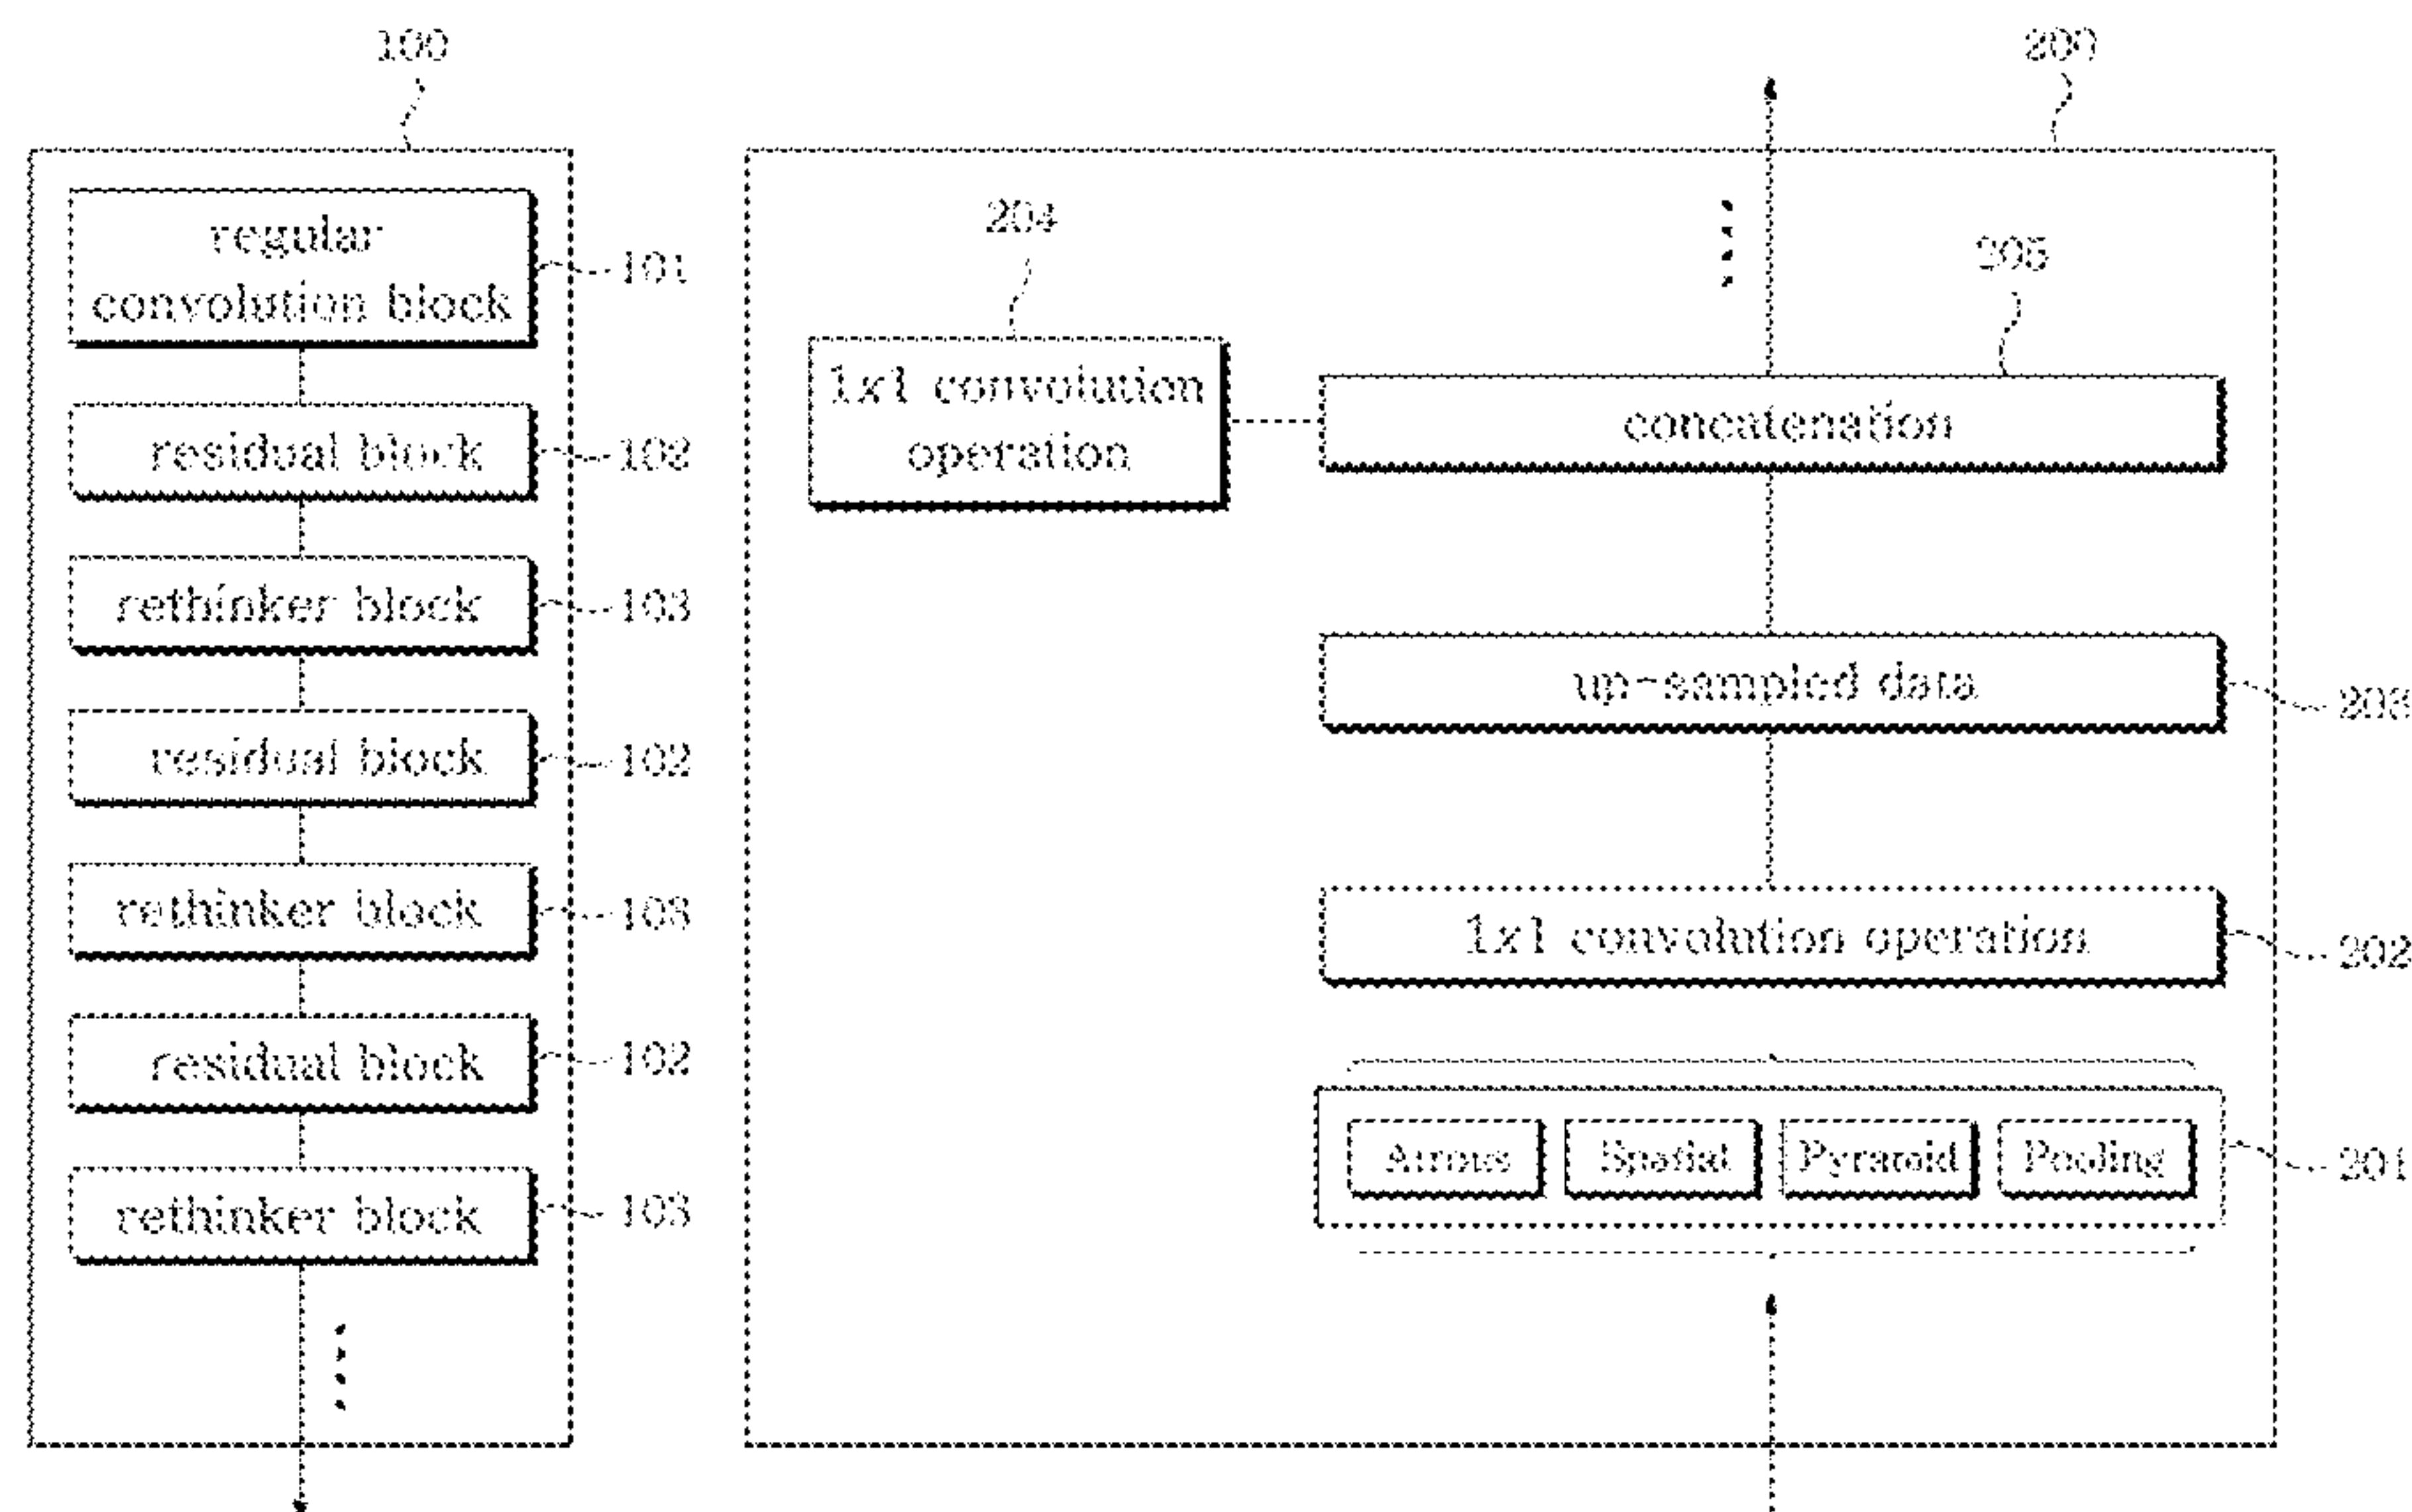 100
regular
convolution block
101
residual block
102
rethinker block
103
residual block
102
rethinker block
103
residual block
102
rethinker block
103
200
204
1x1 convolution
operation
205
concatenation
up-sampled data
203
1x1 convolution operation
202
Atrous Spatial Pyramid Pooling
201